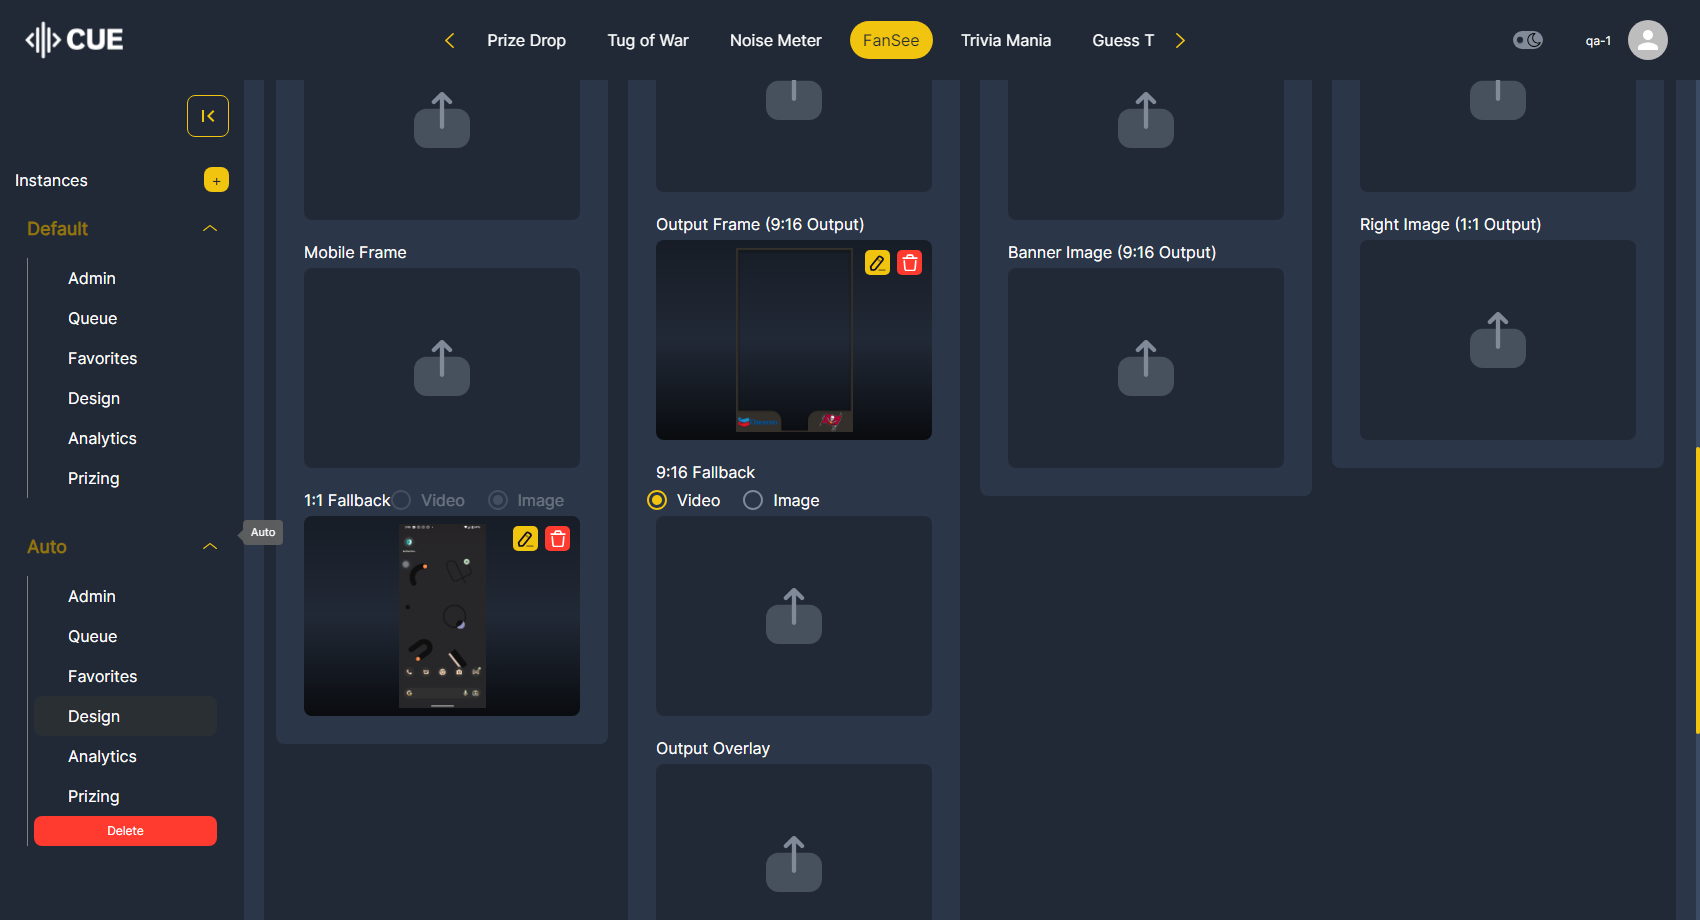 CUE
Prize Drop
Tug of War
Noise Meter
FanSee
Trivia Mania
Guess T
qa-1
Instances
+
Default
Admin
Queue
Favorites
Design
Analytics
Prizing
Auto
Auto
Admin
Queue
Favorites
Design
Analytics
Prizing
Delete
Mobile Frame
1:1 Fallback
Video
Image
Output Frame (9:16 Output)
9:16 Fallback
Video
Image
Output Overlay
Banner Image (9:16 Output)
Right Image (1:1 Output)